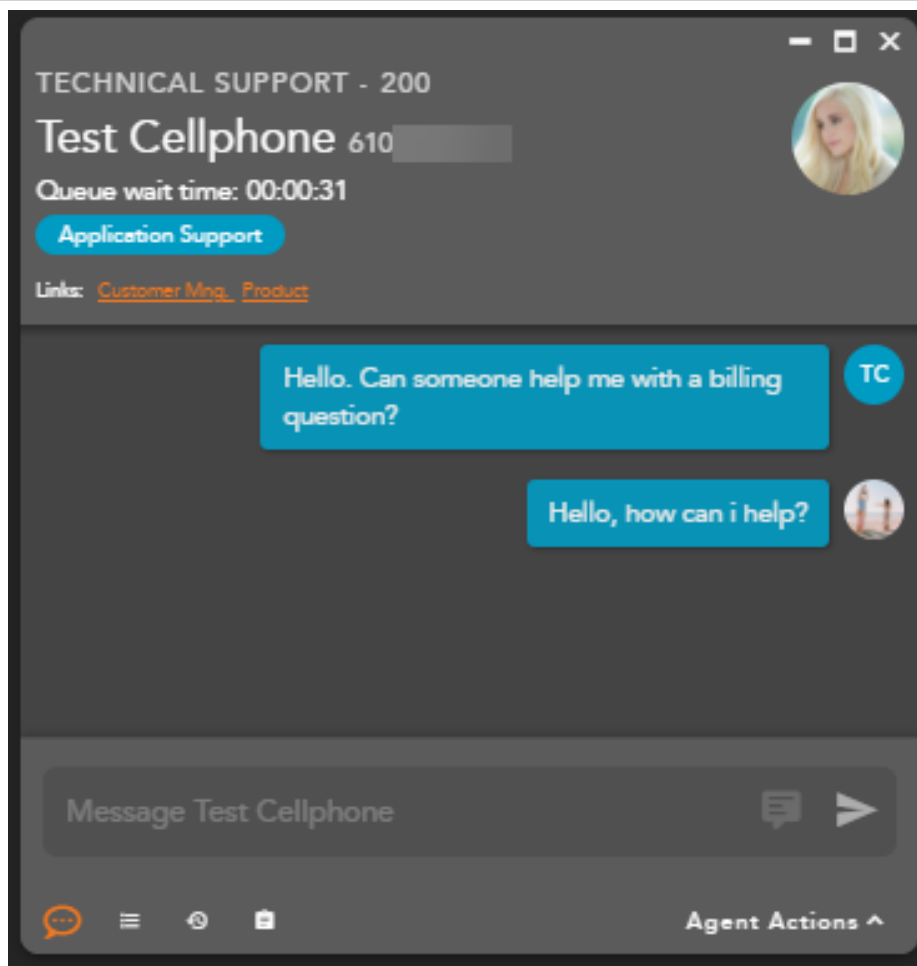 TECHNICAL SUPPORT - 200
Test Cellphone 610
Queue wait time: 00:00:31
Application Support
Links: Customer Mng. Product
Hello. Can someone help me with a billing
question?
TC
Hello, how can i help?
Message Test Cellphone
Agent Actions